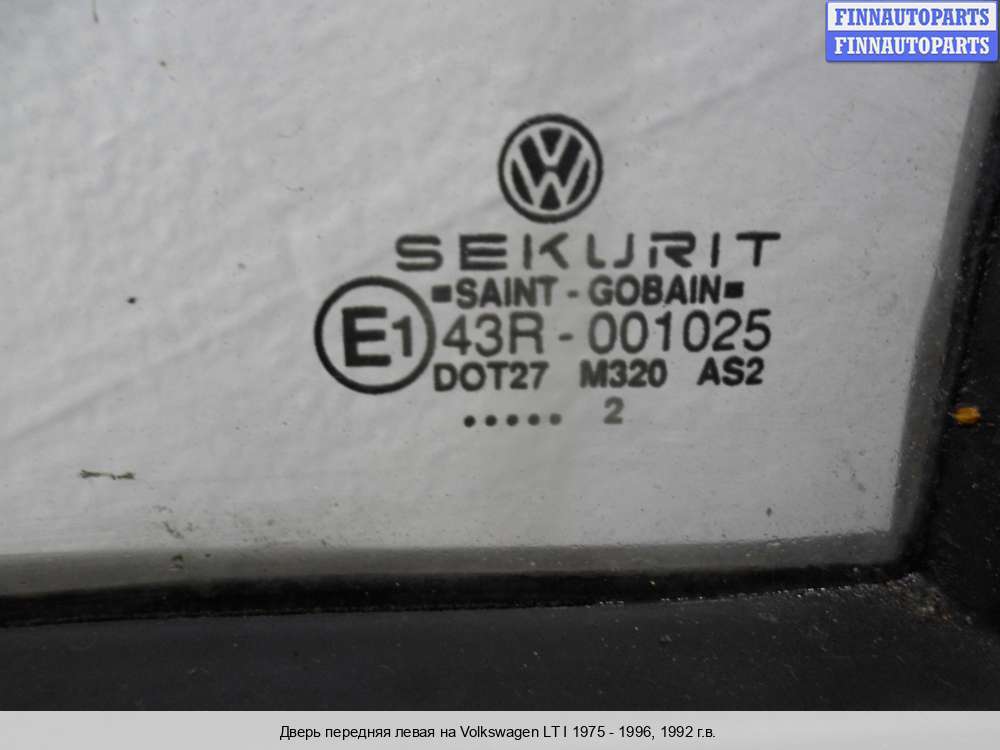 FINNAUTOPARTS
FINNAUTOPARTS
SEKURIT
SAINT - GOBAIN
E1 43R - 001025
DOT27 M320 AS2
..... 2
Дверь передняя левая на Volkswagen LT I 1975 - 1996, 1992 г.в.